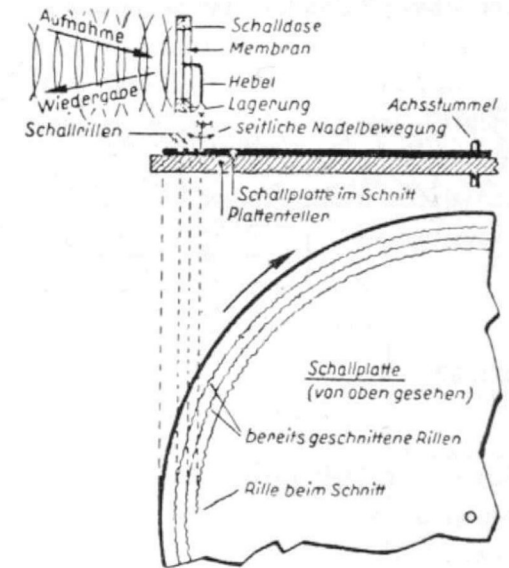 Aufnahme
Wiedergabe
Schalldose
Membran
Hebel
Lagerung
Achsstummel
Schallrillen
seitliche Nadelbewegung
Schallplatte im Schnitt
Plattenteller
Schallplatte
(von oben gesehen)
bereits geschnittene Rillen
Rille beim Schnitt